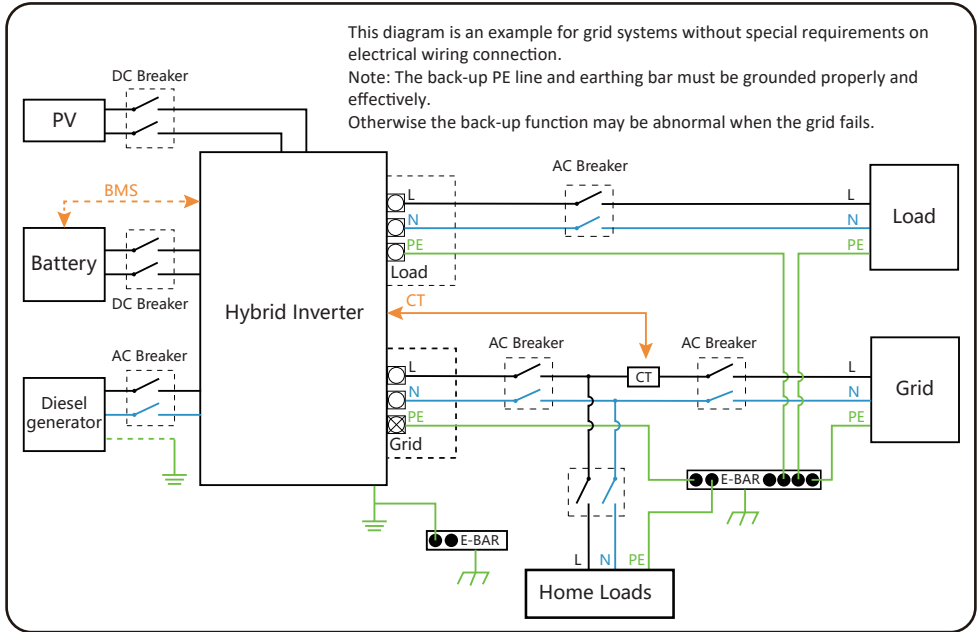 This diagram is an example for grid systems without special requirements on
electrical wiring connection.
Note: The back-up PE line and earthing bar must be grounded properly and
effectively.
Otherwise the back-up function may be abnormal when the grid fails.
DC Breaker
PV
AC Breaker
BMS
L
L
N
N
Load
PE
PE
Battery
Load
DC Breaker
CT
Hybrid Inverter
AC Breaker
AC Breaker
AC Breaker
L
CT
L
N
N
Grid
Diesel
generator
PE
PE
Grid
E-BAR
E-BAR
L
N
PE
Home Loads